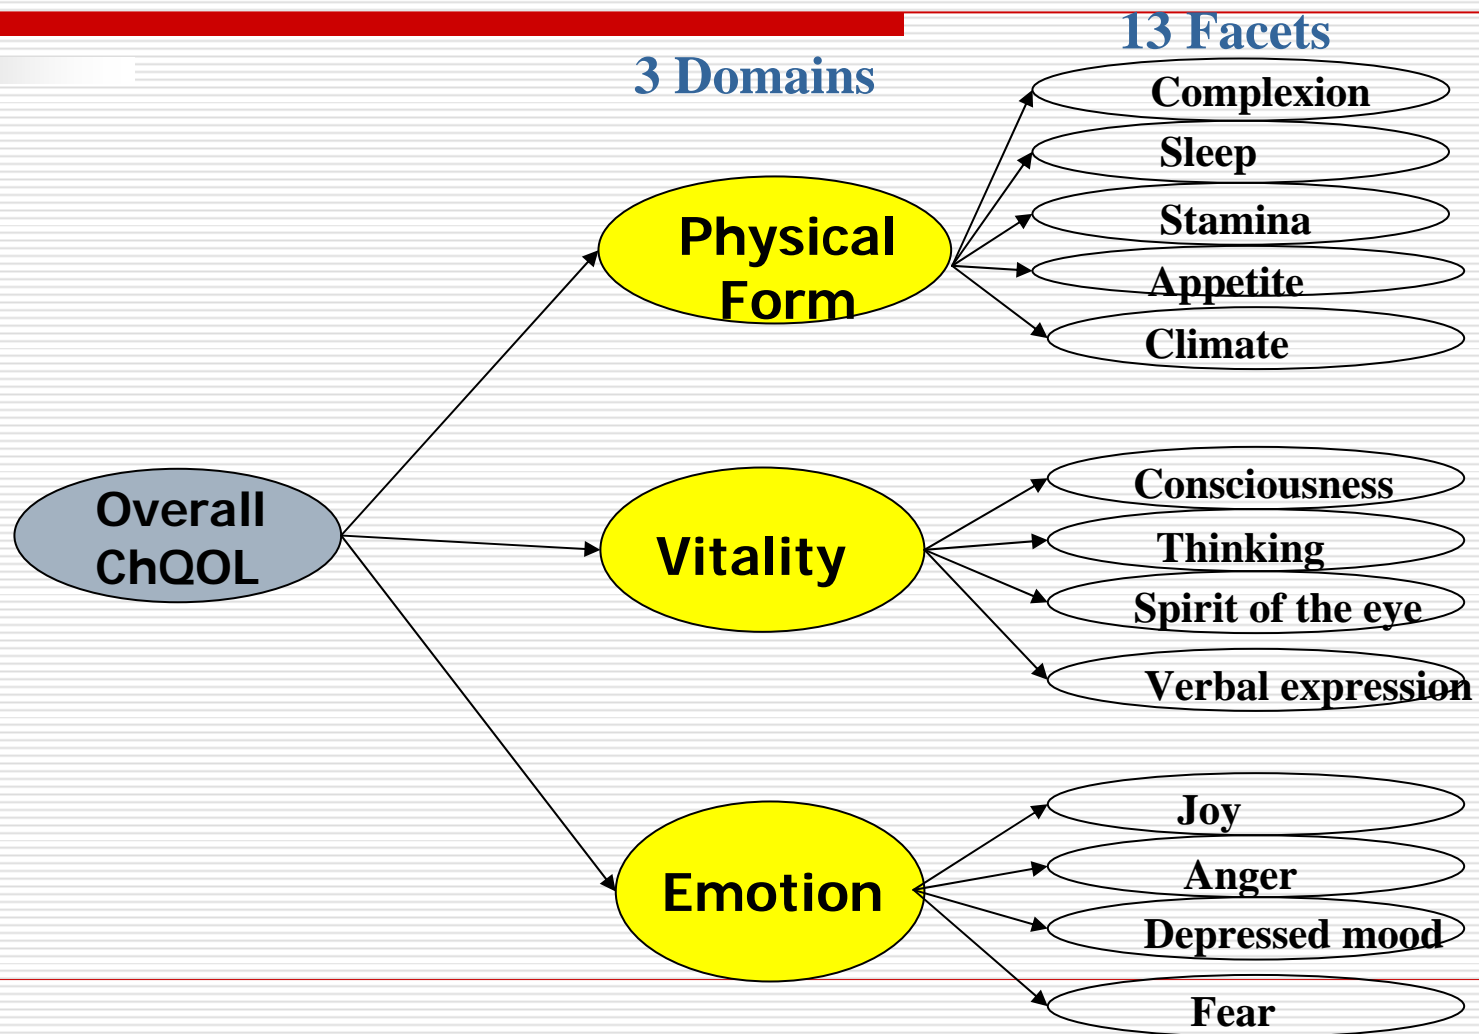 13 Facets
3 Domains
Complexion
Sleep
Physical
Form
Stamina
Appetite
Climate
Overall
ChQOL
Vitality
Consciousness
Thinking
Spirit of the eye
Verbal expression
Emotion
Joy
Anger
Depressed mood
Fear